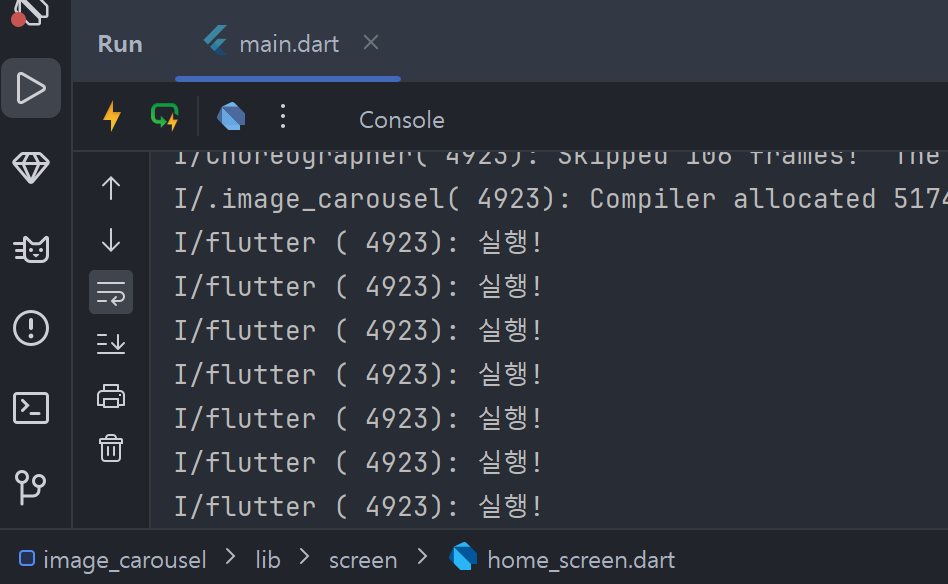 Run main.dart
Console
I/Choreographer( 4923): Skipped 106 frames!  The
I/.image_carousel( 4923): Compiler allocated 5174
I/flutter ( 4923): 실행!
I/flutter ( 4923): 실행!
I/flutter ( 4923): 실행!
I/flutter ( 4923): 실행!
I/flutter ( 4923): 실행!
I/flutter ( 4923): 실행!
I/flutter ( 4923): 실행!
image_carousel > lib > screen > home_screen.dart